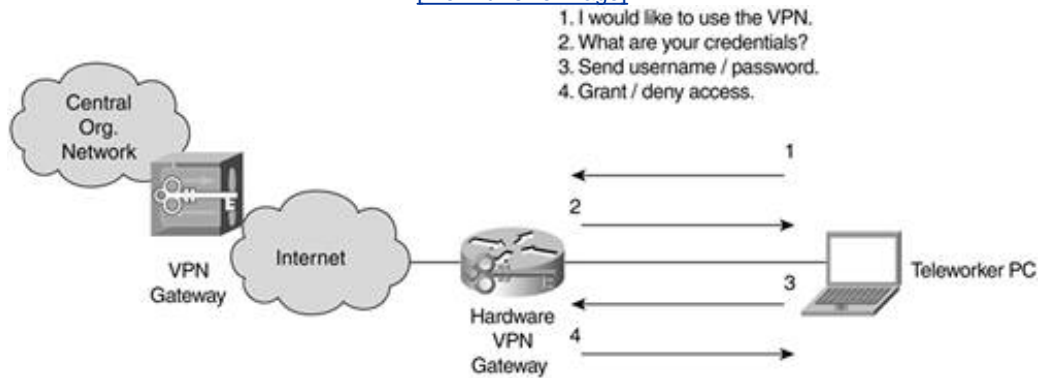 1. I would like to use the VPN.
2. What are your credentials?
3. Send username / password.
4. Grant / deny access.
Central
Org.
Network
VPN
Gateway
Internet
Hardware
VPN
Gateway
1
2
3
4
Teleworker PC